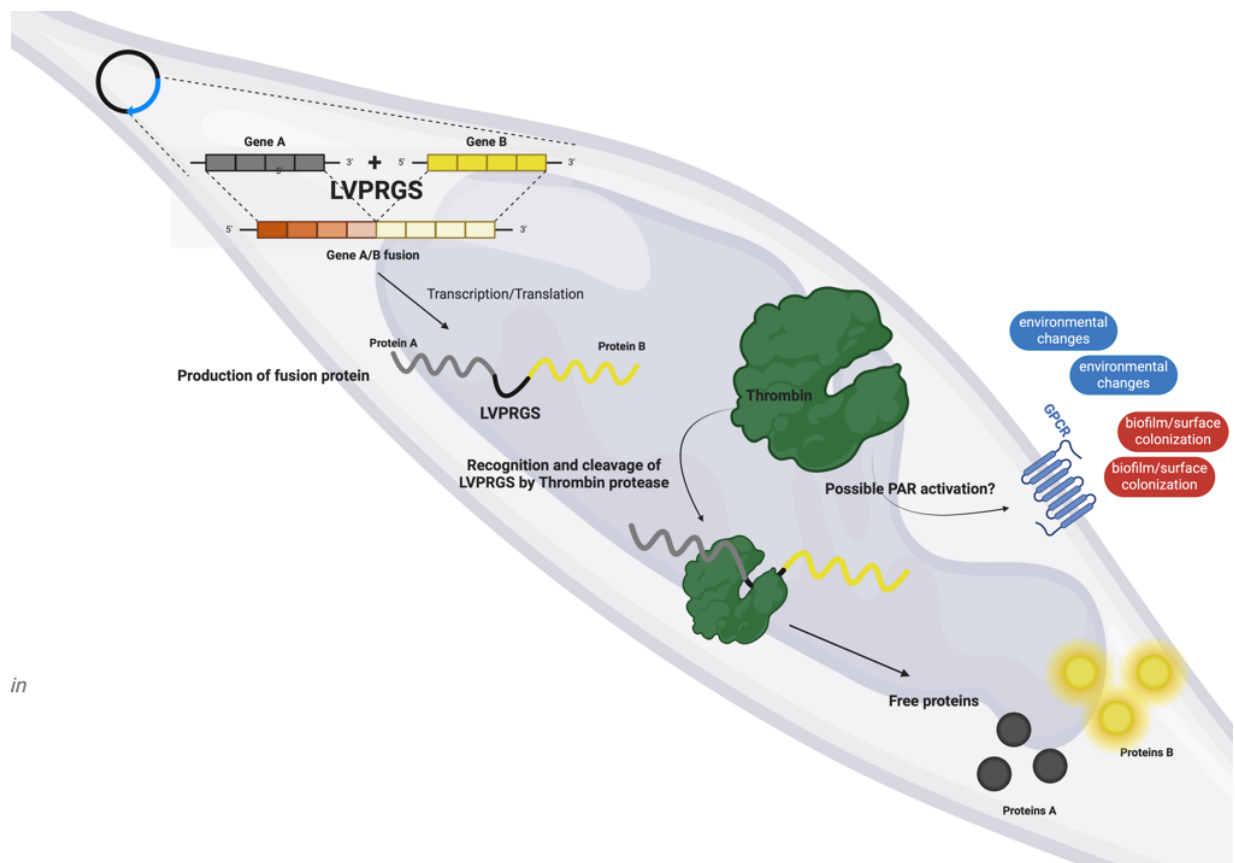 Gene A
Gene B
3'
+
5'
3'
5'
LVPRGS
5'
3'
Gene A/B fusion
Transcription/Translation
Protein A
Protein B
Production of fusion protein
LVPRGS
Thrombin
environmental
changes
environmental
changes
GPCR
biofilm/surface
colonization
biofilm/surface
colonization
Recognition and cleavage of
LVPRGS by Thrombin protease
Possible PAR activation?
in
Free proteins
Proteins B
Proteins A